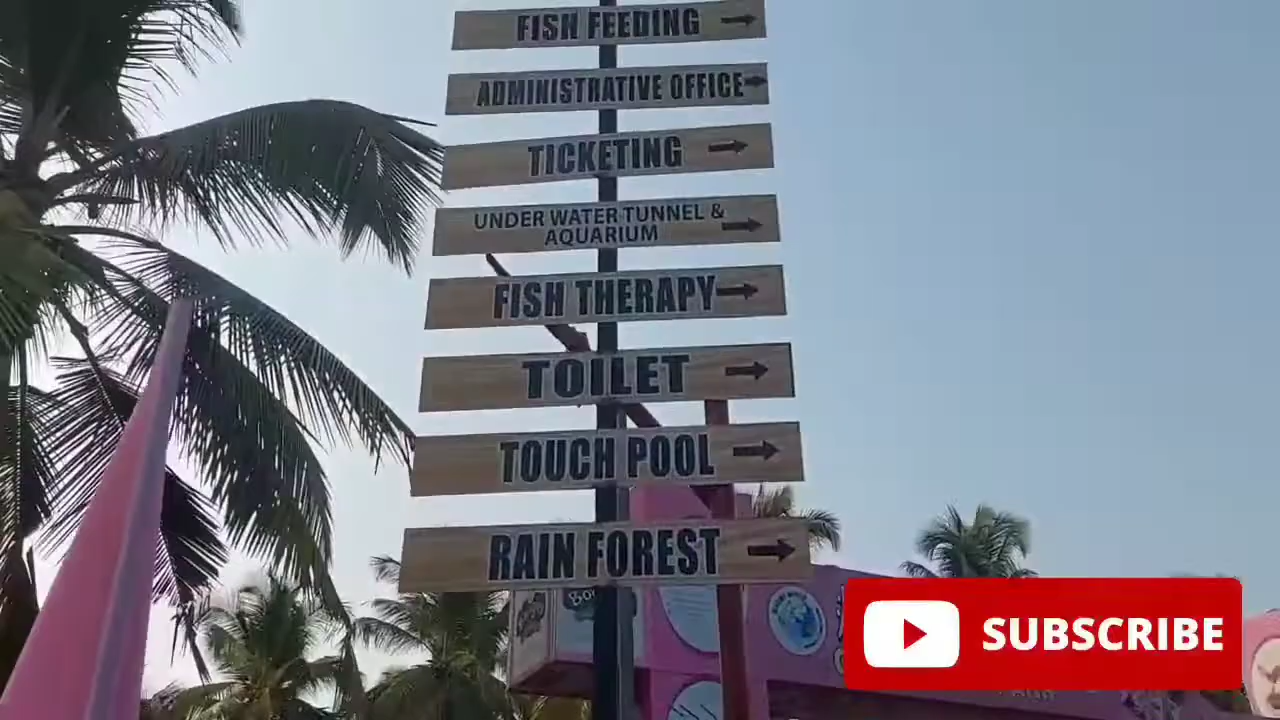 FISH FEEDING
ADMINISTRATIVE OFFICE
TICKETING
UNDER WATER TUNNEL &
AQUARIUM
FISH THERAPY
TOILET
TOUCH POOL
RAIN FOREST
SUBSCRIBE